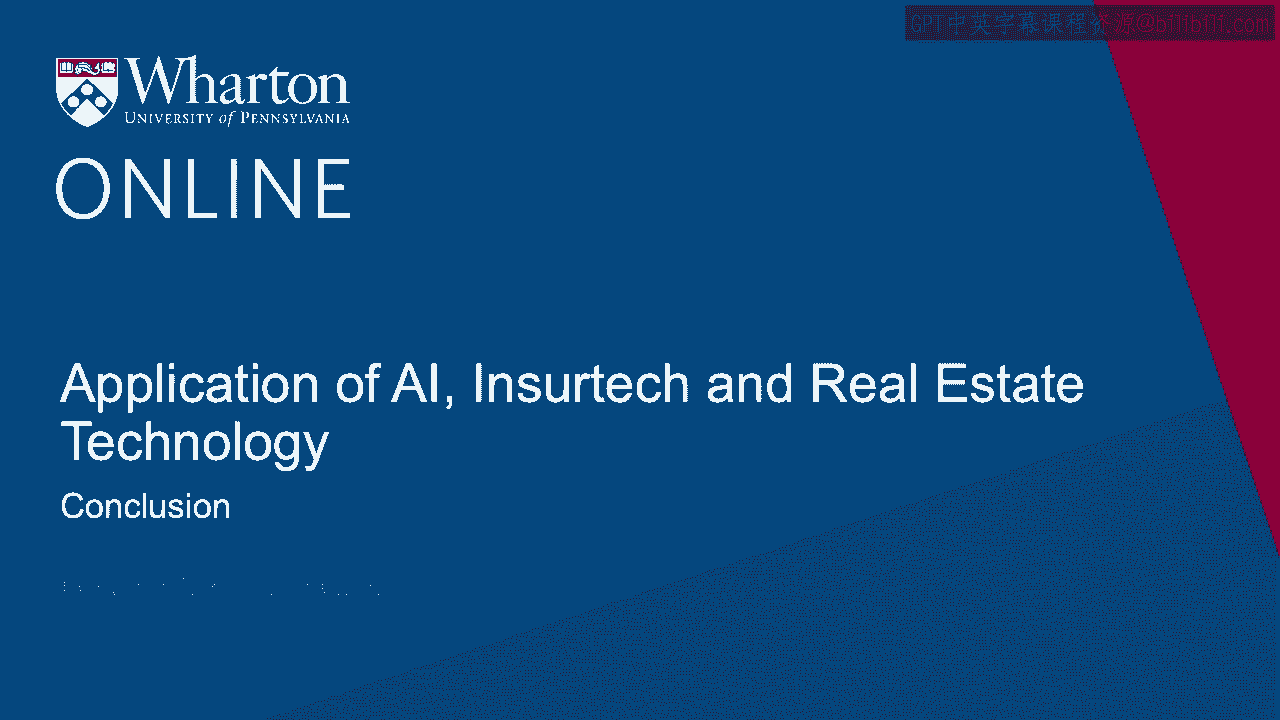 GPT中英字幕课程资源@bilibili.com
Wharton
UNIVERSITY of PENNSYLVANIA
ONLINE
Application of AI, Insurtech and Real Estate
Technology
Conclusion